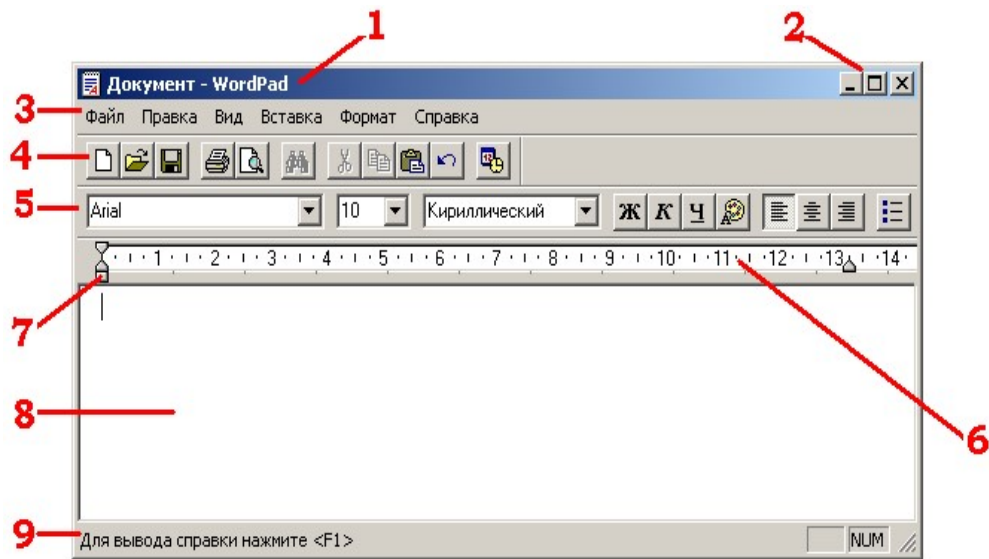 1 2
Документ - WordPad
3 Файл Правка Вид Вставка Формат Справка
4
5 Arial 10 Кириллический Ж К Ч
1 2 3 4 5 6 7 8 9 10 11 12 13 14
7
8
6
9 Для вывода справки нажмите <F1> NUM